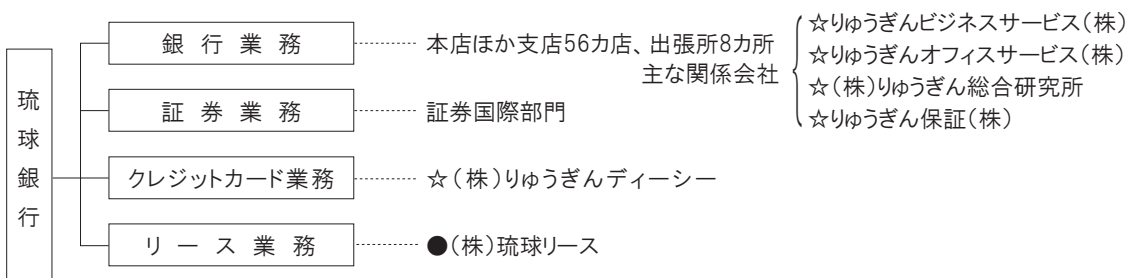 琉球銀行
銀行業務
本店ほか支店56カ店、出張所8カ所
主な関係会社
☆りゅうぎんビジネスサービス(株)
☆りゅうぎんオフィスサービス(株)
☆(株)りゅうぎん総合研究所
☆りゅうぎん保証(株)
証券業務
証券国際部門
クレジットカード業務
☆(株)りゅうぎんディーシー
リース業務
●(株)琉球リース